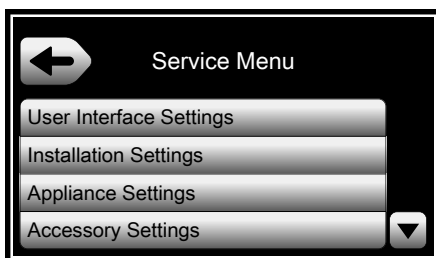 Service Menu
User Interface Settings
Installation Settings
Appliance Settings
Accessory Settings